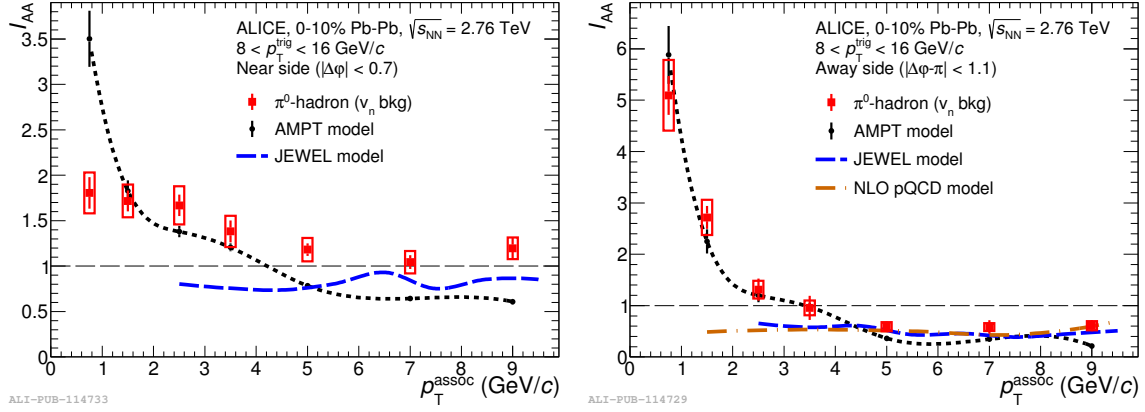 I_AA
ALICE, 0-10% Pb-Pb, √s_NN = 2.76 TeV
8 < p_T^trig < 16 GeV/c
Near side (|Δφ| < 0.7)
π⁰-hadron (v_n bkg)
AMPT model
JEWEL model
3.5
3
2.5
2
1.5
1
0.5
0
0 1 2 3 4 5 6 7 8 9
p_T^assoc (GeV/c)
ALI-PUB-114733
I_AA
ALICE, 0-10% Pb-Pb, √s_NN = 2.76 TeV
8 < p_T^trig < 16 GeV/c
Away side (|Δφ-π| < 1.1)
π⁰-hadron (v_n bkg)
AMPT model
JEWEL model
NLO pQCD model
6
5
4
3
2
1
0
0 1 2 3 4 5 6 7 8 9
p_T^assoc (GeV/c)
ALI-PUB-114729